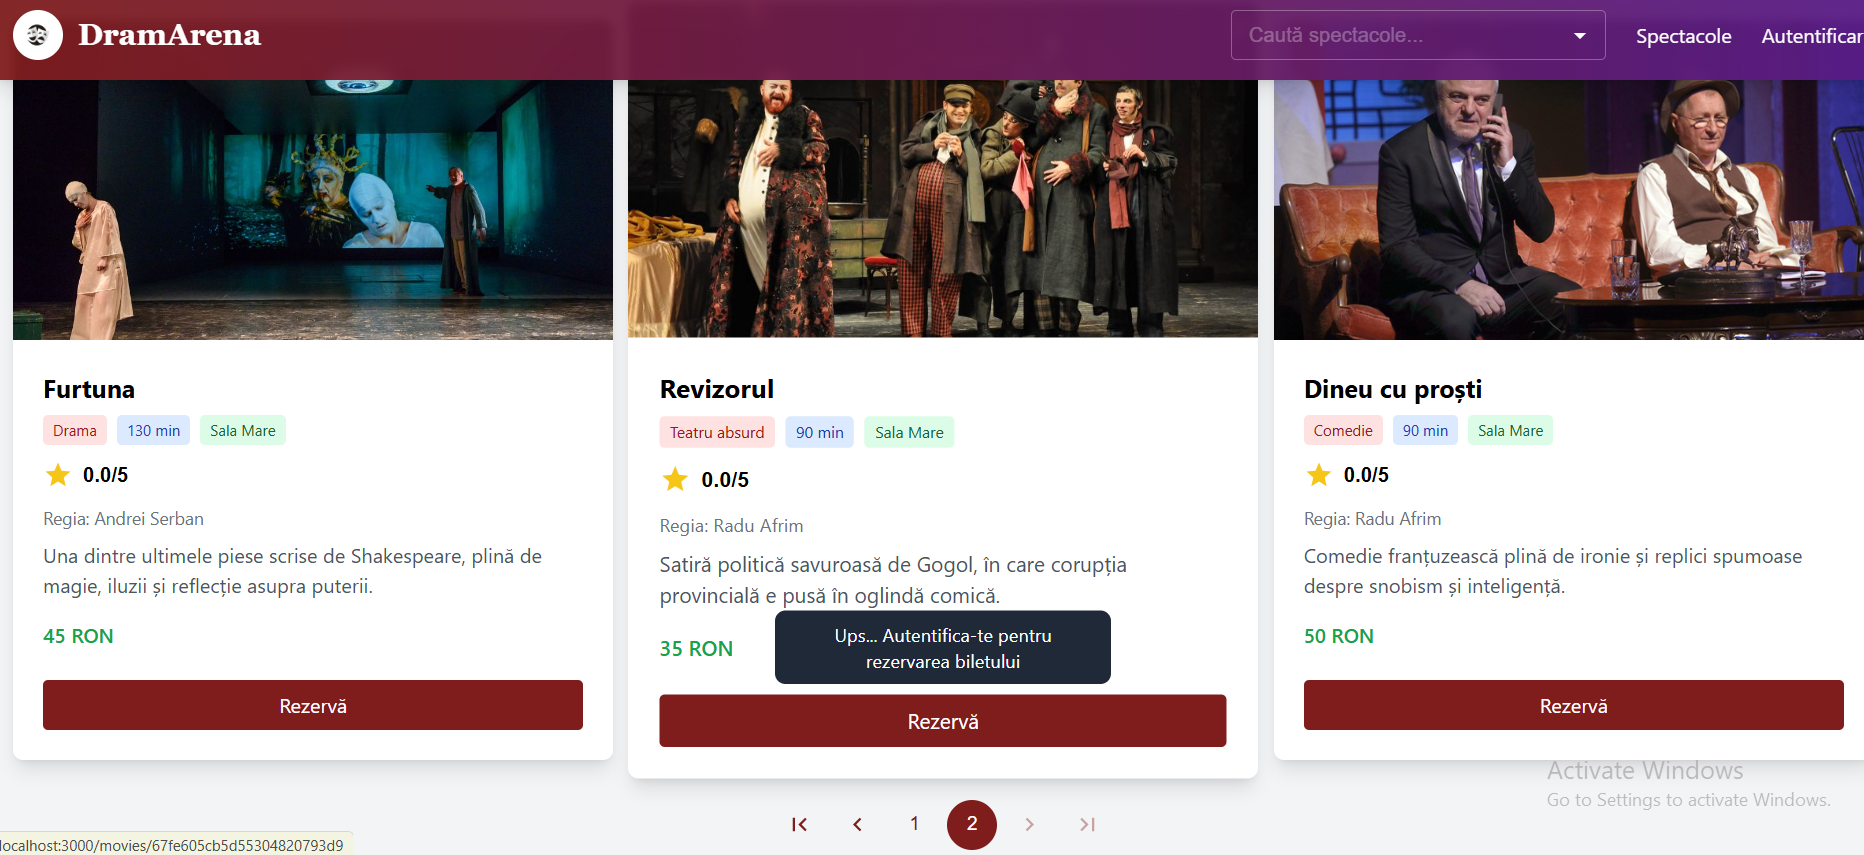 DramArena
Caută spectacole...
Spectacole
Autentificar
Furtuna
Drama
130 min
Sala Mare
0.0/5
Regia: Andrei Serban
Una dintre ultimele piese scrise de Shakespeare, plină de
magie, iluzii și reflecție asupra puterii.
45 RON
Rezervă
Revizorul
Teatru absurd
90 min
Sala Mare
0.0/5
Regia: Radu Afrim
Satiră politică savuroasă de Gogol, în care corupția
provincială e pusă în oglindă comică.
35 RON
Ups... Autentifica-te pentru
rezervarea biletului
Rezervă
Dineu cu proști
Comedie
90 min
Sala Mare
0.0/5
Regia: Radu Afrim
Comedie franțuzească plină de ironie și replici spumoase
despre snobism și inteligență.
50 RON
Rezervă
Activate Windows
Go to Settings to activate Windows.
1
2
localhost:3000/movies/67fe605cb5d55304820793d9